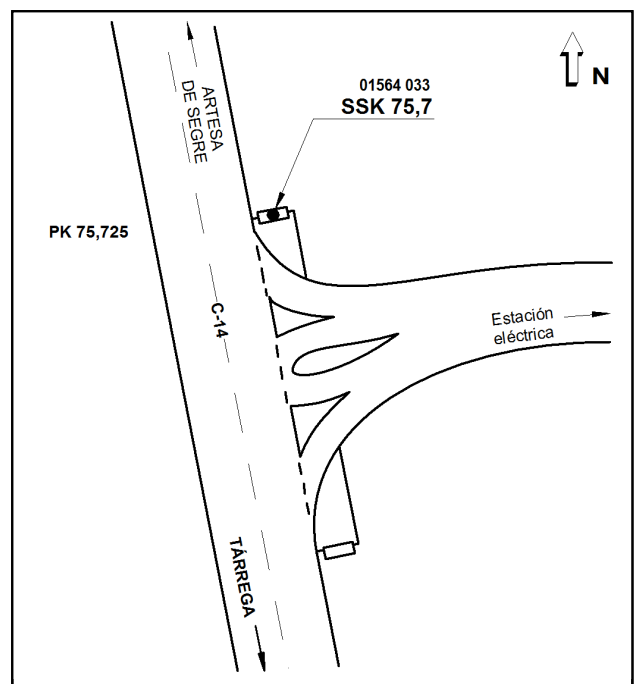 01564 033
SSK 75,7
N
ARTESA
DE SEGRE
PK 75,725
C-14
Estación
eléctrica
TÁRREGA